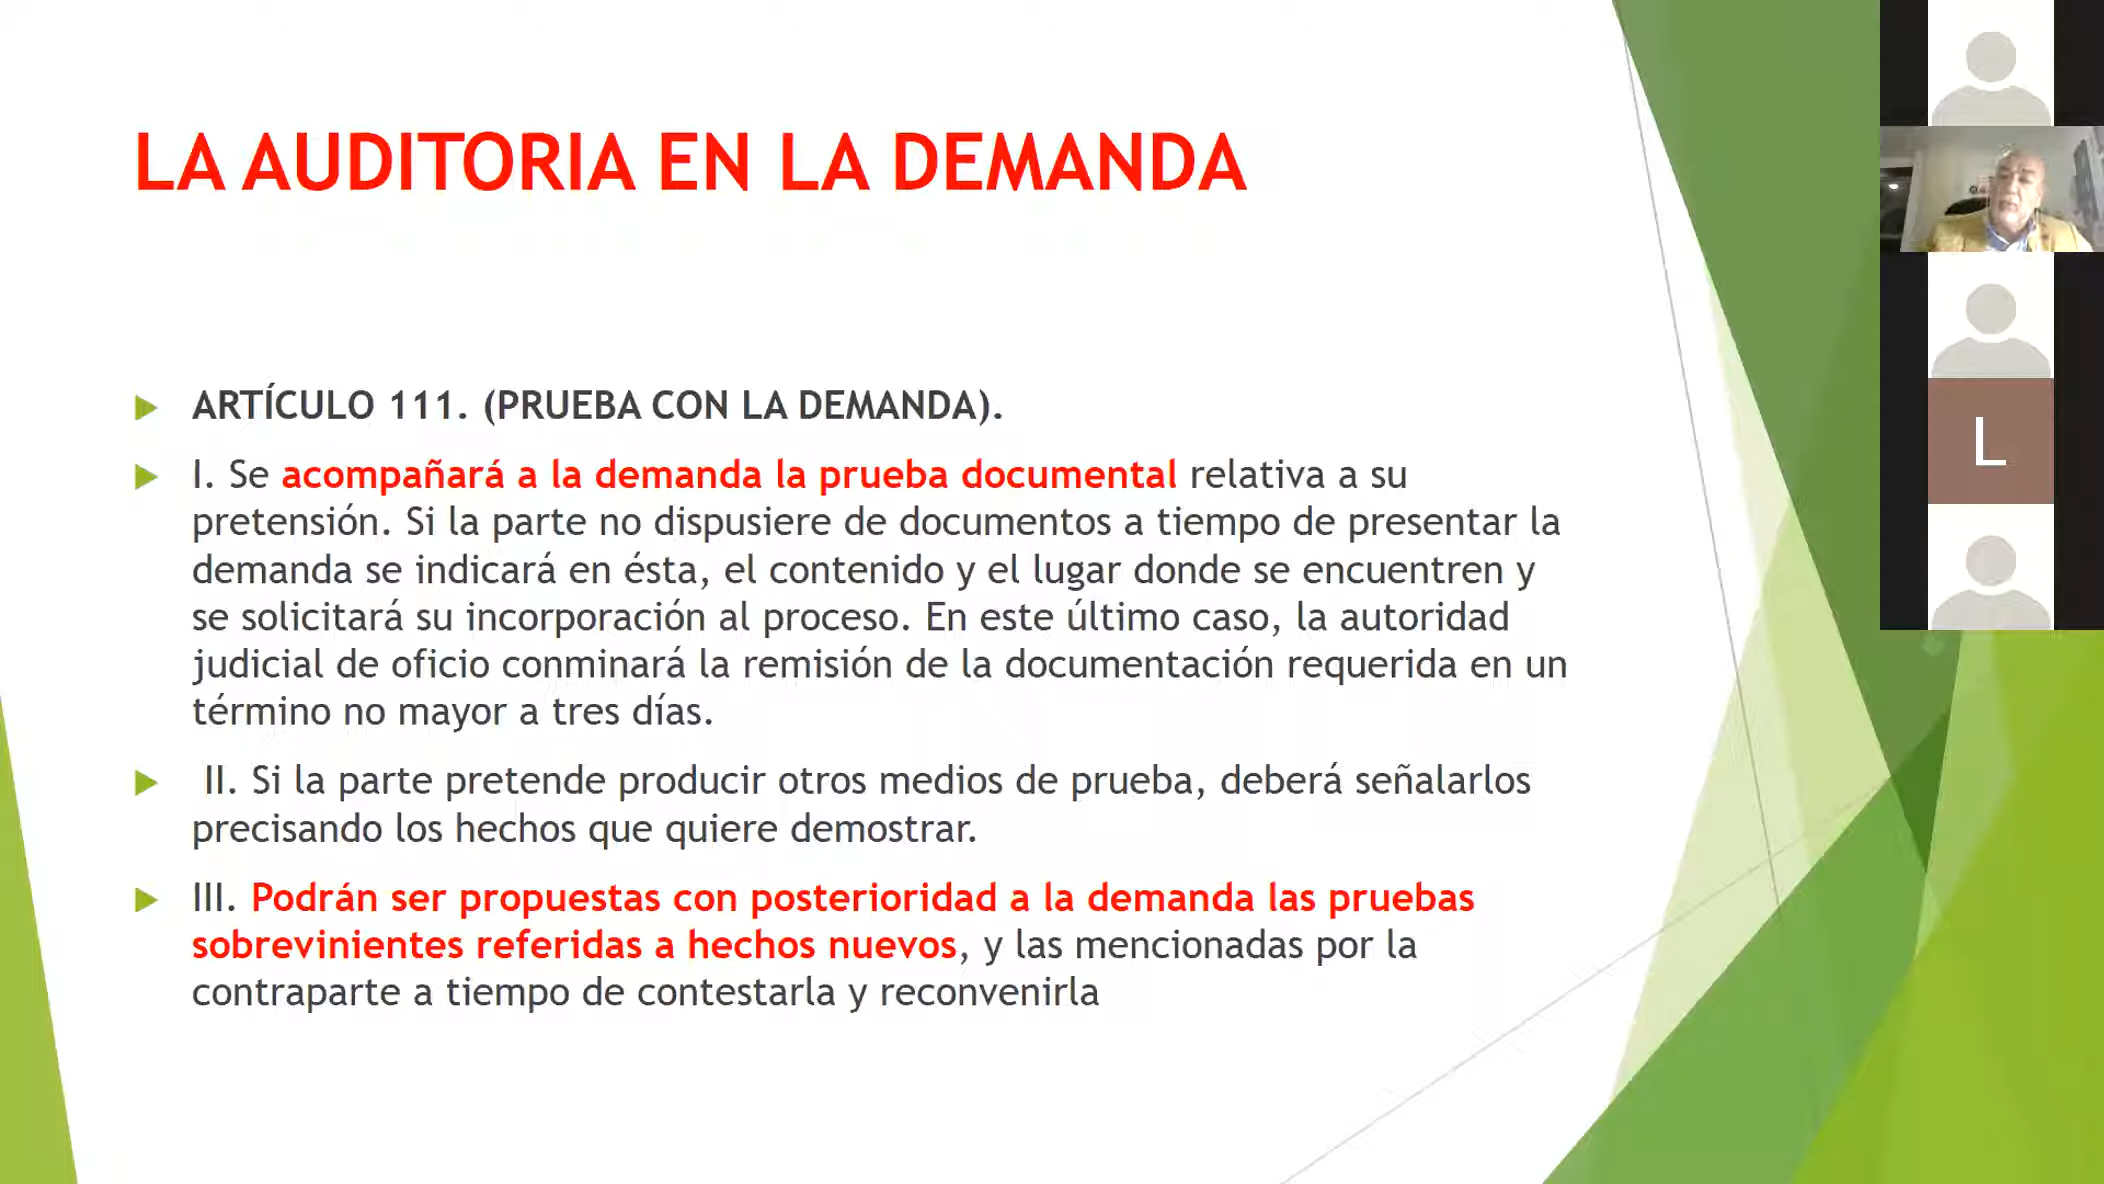 LA AUDITORIA EN LA DEMANDA
ARTÍCULO 111. (PRUEBA CON LA DEMANDA).
I. Se acompañará a la demanda la prueba documental relativa a su
pretensión. Si la parte no dispusiere de documentos a tiempo de presentar la
demanda se indicará en ésta, el contenido y el lugar donde se encuentren y
se solicitará su incorporación al proceso. En este último caso, la autoridad
judicial de oficio conminará la remisión de la documentación requerida en un
término no mayor a tres días.
II. Si la parte pretende producir otros medios de prueba, deberá señalarlos
precisando los hechos que quiere demostrar.
III. Podrán ser propuestas con posterioridad a la demanda las pruebas
sobrevinientes referidas a hechos nuevos, y las mencionadas por la
contraparte a tiempo de contestarla y reconvenirla
L